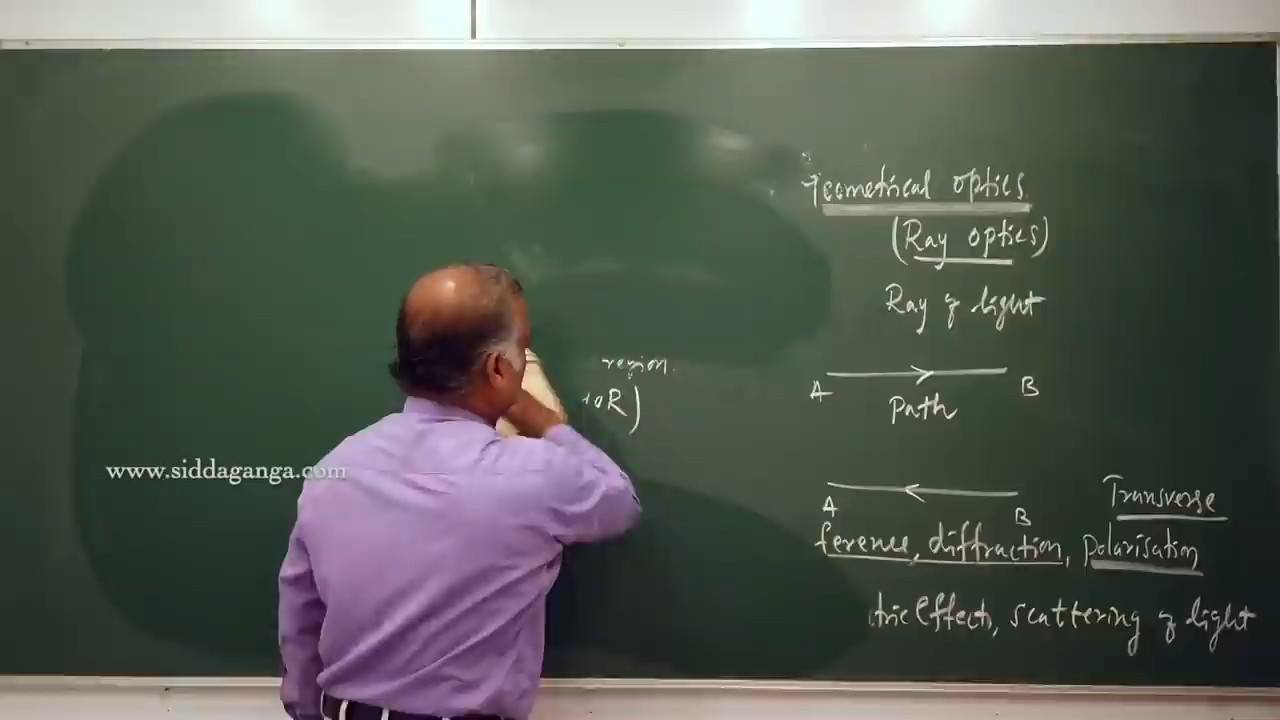 Geometrical optics
(Ray optics)
Ray of light
region.
oR)
A B
Path
www.siddaganga.com
A B
Transverse
ference, diffraction, polarisation
tric Effect, scattering of light